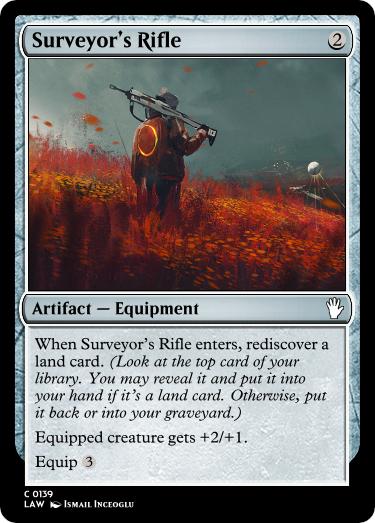 Surveyor's Rifle 2
Artifact — Equipment
When Surveyor's Rifle enters, rediscover a
land card. (Look at the top card of your
library. You may reveal it and put it into
your hand if it's a land card. Otherwise, put
it back or into your graveyard.)
Equipped creature gets +2/+1.
Equip 3
C 0139
LAW Ismail Inceoglu